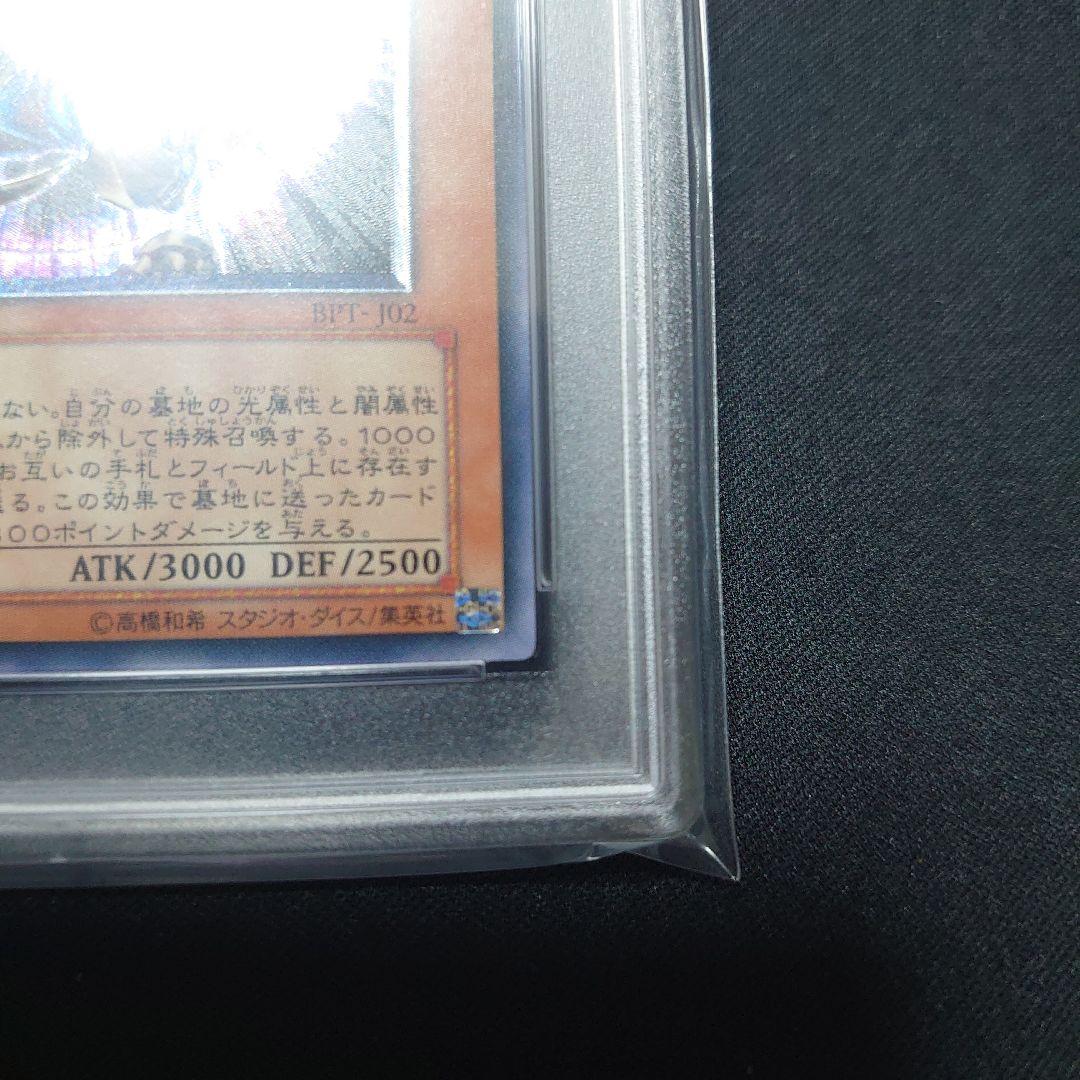 BPT-J02
ない。自分の墓地の光属性と闇属性
から除外して特殊召喚する。1000
お互いの手札とフィールド上に存在す
る。この効果で墓地に送ったカード
300ポイントダメージを与える。
ATK/3000 DEF/2500
©高橋和希 スタジオ・ダイス/集英社